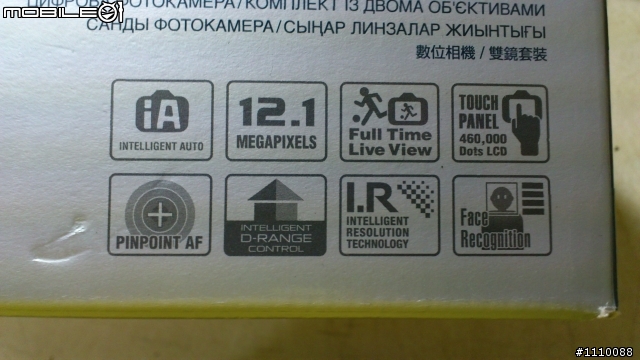 MOBILE01
ЦИФРОВА ФОТОКАМЕРА/КОМПЛЕКТ ІЗ ДВОМА ОБ'ЄКТИВАМИ
САНДЫ ФОТОКАМЕРА/СЫҢАР ЛИНЗАЛАР ЖИЫНТЫҒЫ
數位相機 / 雙鏡套裝
iA
INTELLIGENT AUTO
12.1
MEGAPIXELS
Full Time
Live View
TOUCH
PANEL
460,000
Dots LCD
PINPOINT AF
INTELLIGENT
D-RANGE
CONTROL
I.R
INTELLIGENT
RESOLUTION
TECHNOLOGY
Face
Recognition
#1110088